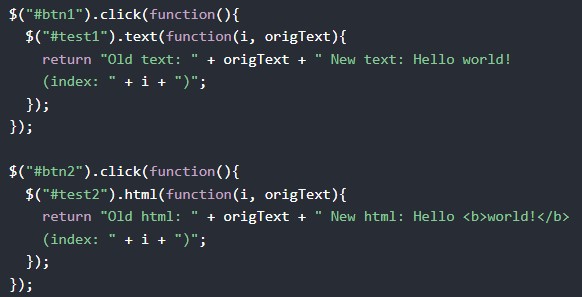 $("#btn1").click(function(){
  $("#test1").text(function(i, origText){
    return "Old text: " + origText + " New text: Hello world!
    (index: " + i + ")";
  });
});

$("#btn2").click(function(){
  $("#test2").html(function(i, origText){
    return "Old html: " + origText + " New html: Hello <b>world!</b>
    (index: " + i + ")";
  });
});